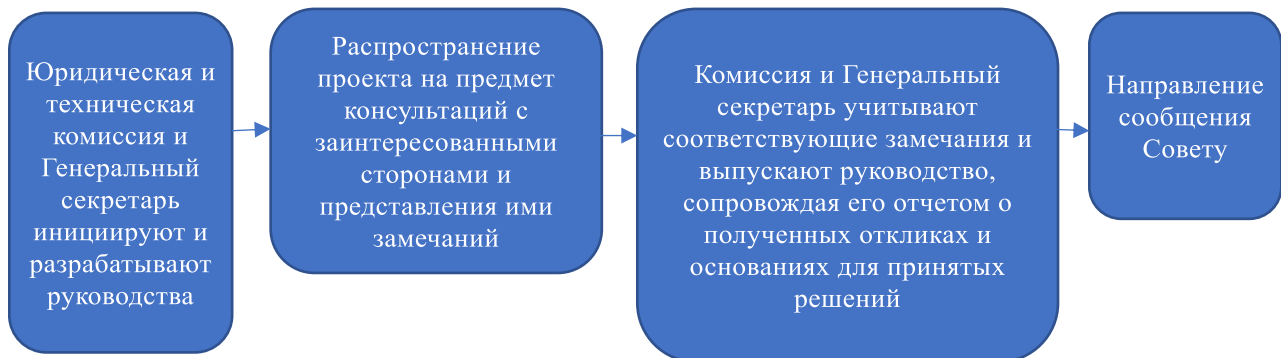 Юридическая и
техническая
комиссия и
Генеральный
секретарь
инициируют и
разрабатывают
руководства
Распространение
проекта на предмет
консультаций с
заинтересованными
сторонами и
представления ими
замечаний
Комиссия и Генеральный
секретарь учитывают
соответствующие замечания и
выпускают руководство,
сопровождая его отчетом о
полученных откликах и
основаниях для принятых
решений
Направление
сообщения
Совету